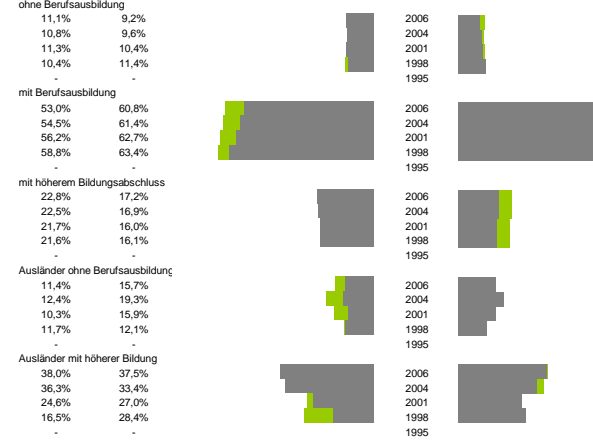 ohne Berufsausbildung
11,1% 9,2% 2006
10,8% 9,6% 2004
11,3% 10,4% 2001
10,4% 11,4% 1998
- - 1995
mit Berufsausbildung
53,0% 60,8% 2006
54,5% 61,4% 2004
56,2% 62,7% 2001
58,8% 63,4% 1998
- - 1995
mit höherem Bildungsabschluss
22,8% 17,2% 2006
22,5% 16,9% 2004
21,7% 16,0% 2001
21,6% 16,1% 1998
- - 1995
Ausländer ohne Berufsausbildung
11,4% 15,7% 2006
12,4% 19,3% 2004
10,3% 15,9% 2001
11,7% 12,1% 1998
- - 1995
Ausländer mit höherer Bildung
38,0% 37,5% 2006
36,3% 33,4% 2004
24,6% 27,0% 2001
16,5% 28,4% 1998
- - 1995